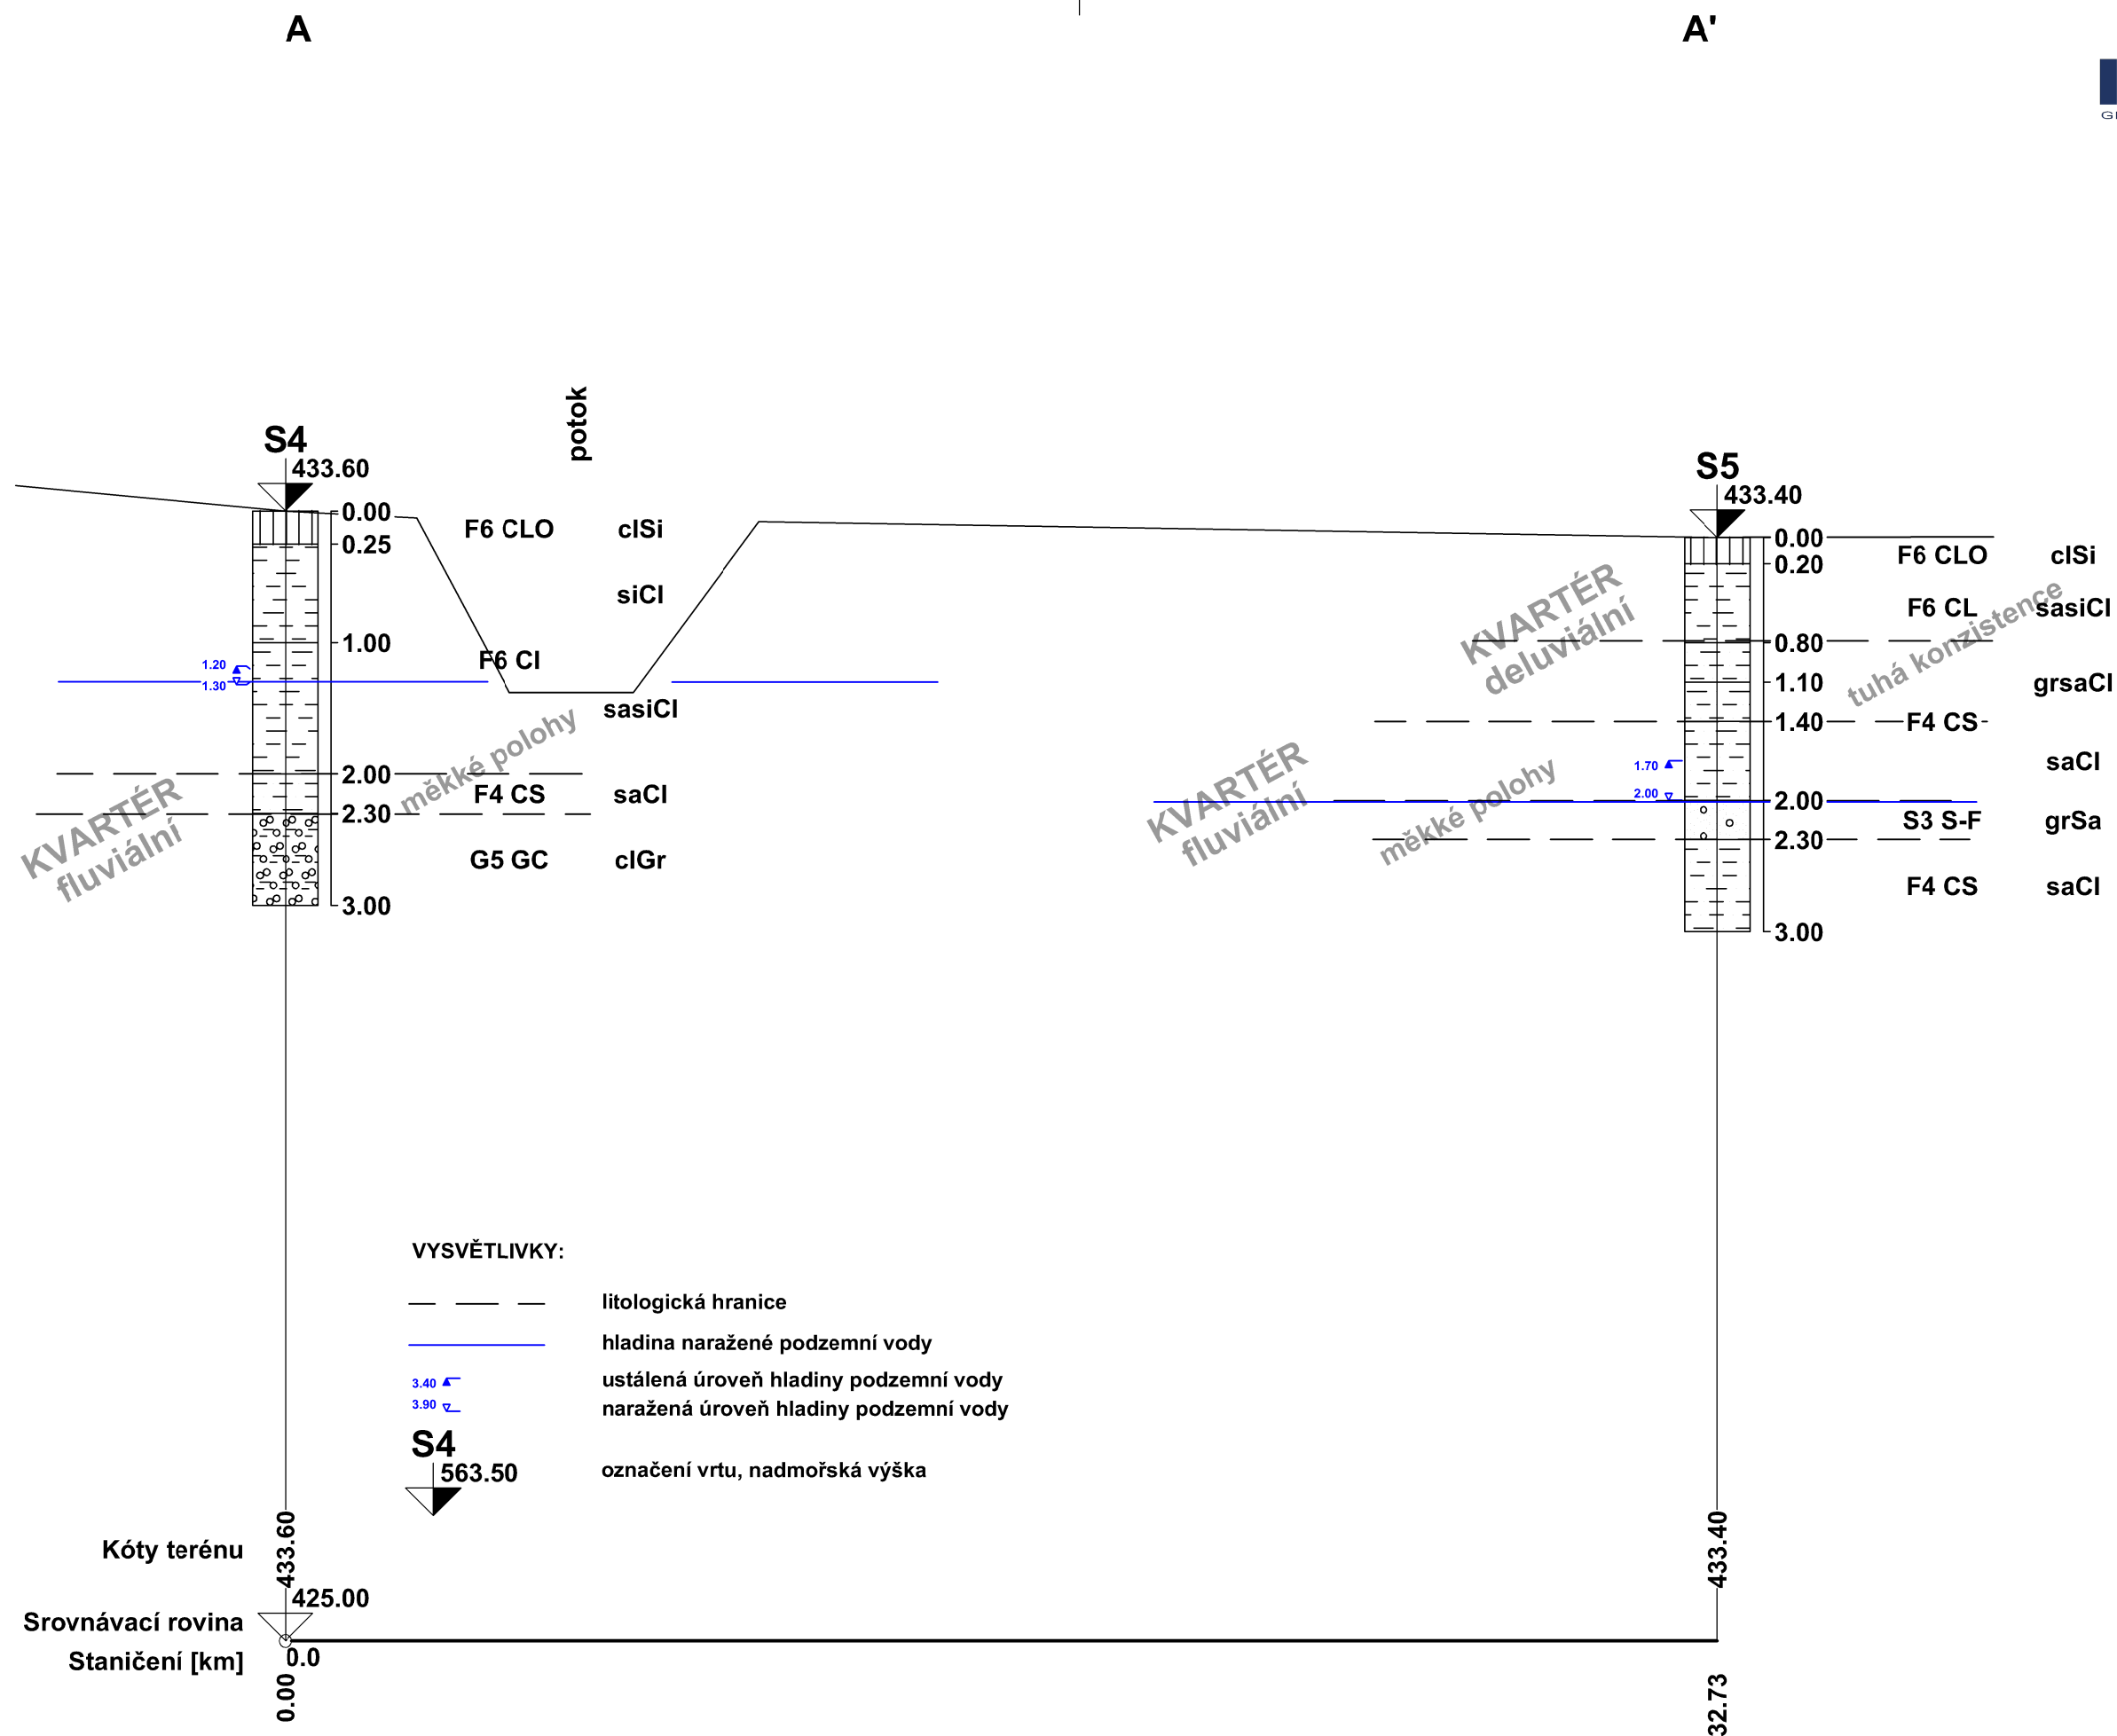 A
A'
potok
S4
433.60
0.00
0.25
1.00
2.00
2.30
3.00
1.20
1.30
F6 CLO
clSi
siCl
F6 CI
sasiCl
F4 CS
saCl
G5 GC
clGr
měkké polohy
KVARTÉR
fluviální
S5
433.40
0.00
0.20
0.80
1.10
1.40
2.00
2.30
3.00
1.70
2.00
F6 CLO
clSi
F6 CL
sasiCl
grsaCl
F4 CS
saCl
S3 S-F
grSa
F4 CS
saCl
KVARTÉR
deluviální
tuhá konzistence
KVARTÉR
fluviální
měkké polohy
VYSVĚTLIVKY:
litologická hranice
hladina naražené podzemní vody
3.40
ustálená úroveň hladiny podzemní vody
3.90
naražená úroveň hladiny podzemní vody
S4
563.50
označení vrtu, nadmořská výška
Kóty terénu
433.60
433.40
425.00
Srovnávací rovina
Staničení [km]
0.0
0.00
32.73